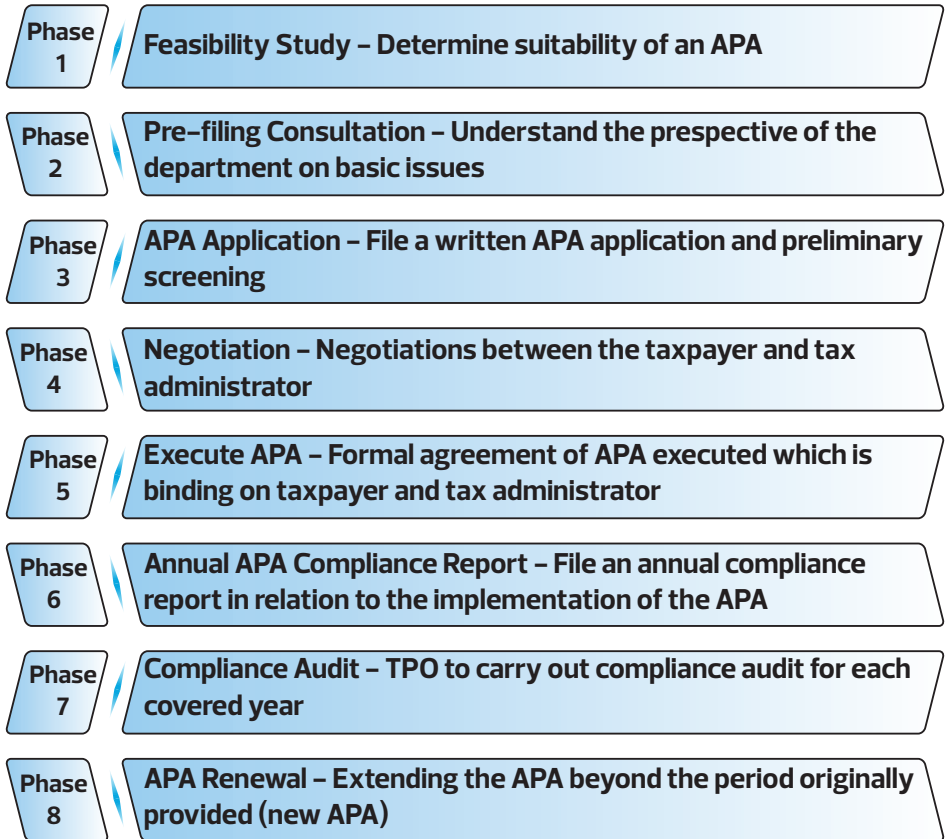 Phase
1
Feasibility Study – Determine suitability of an APA
Phase
2
Pre–filing Consultation – Understand the prespective of the
department on basic issues
Phase
3
APA Application – File a written APA application and preliminary
screening
Phase
4
Negotiation – Negotiations between the taxpayer and tax
administrator
Phase
5
Execute APA – Formal agreement of APA executed which is
binding on taxpayer and tax administrator
Phase
6
Annual APA Compliance Report – File an annual compliance
report in relation to the implementation of the APA
Phase
7
Compliance Audit – TPO to carry out compliance audit for each
covered year
Phase
8
APA Renewal – Extending the APA beyond the period originally
provided (new APA)